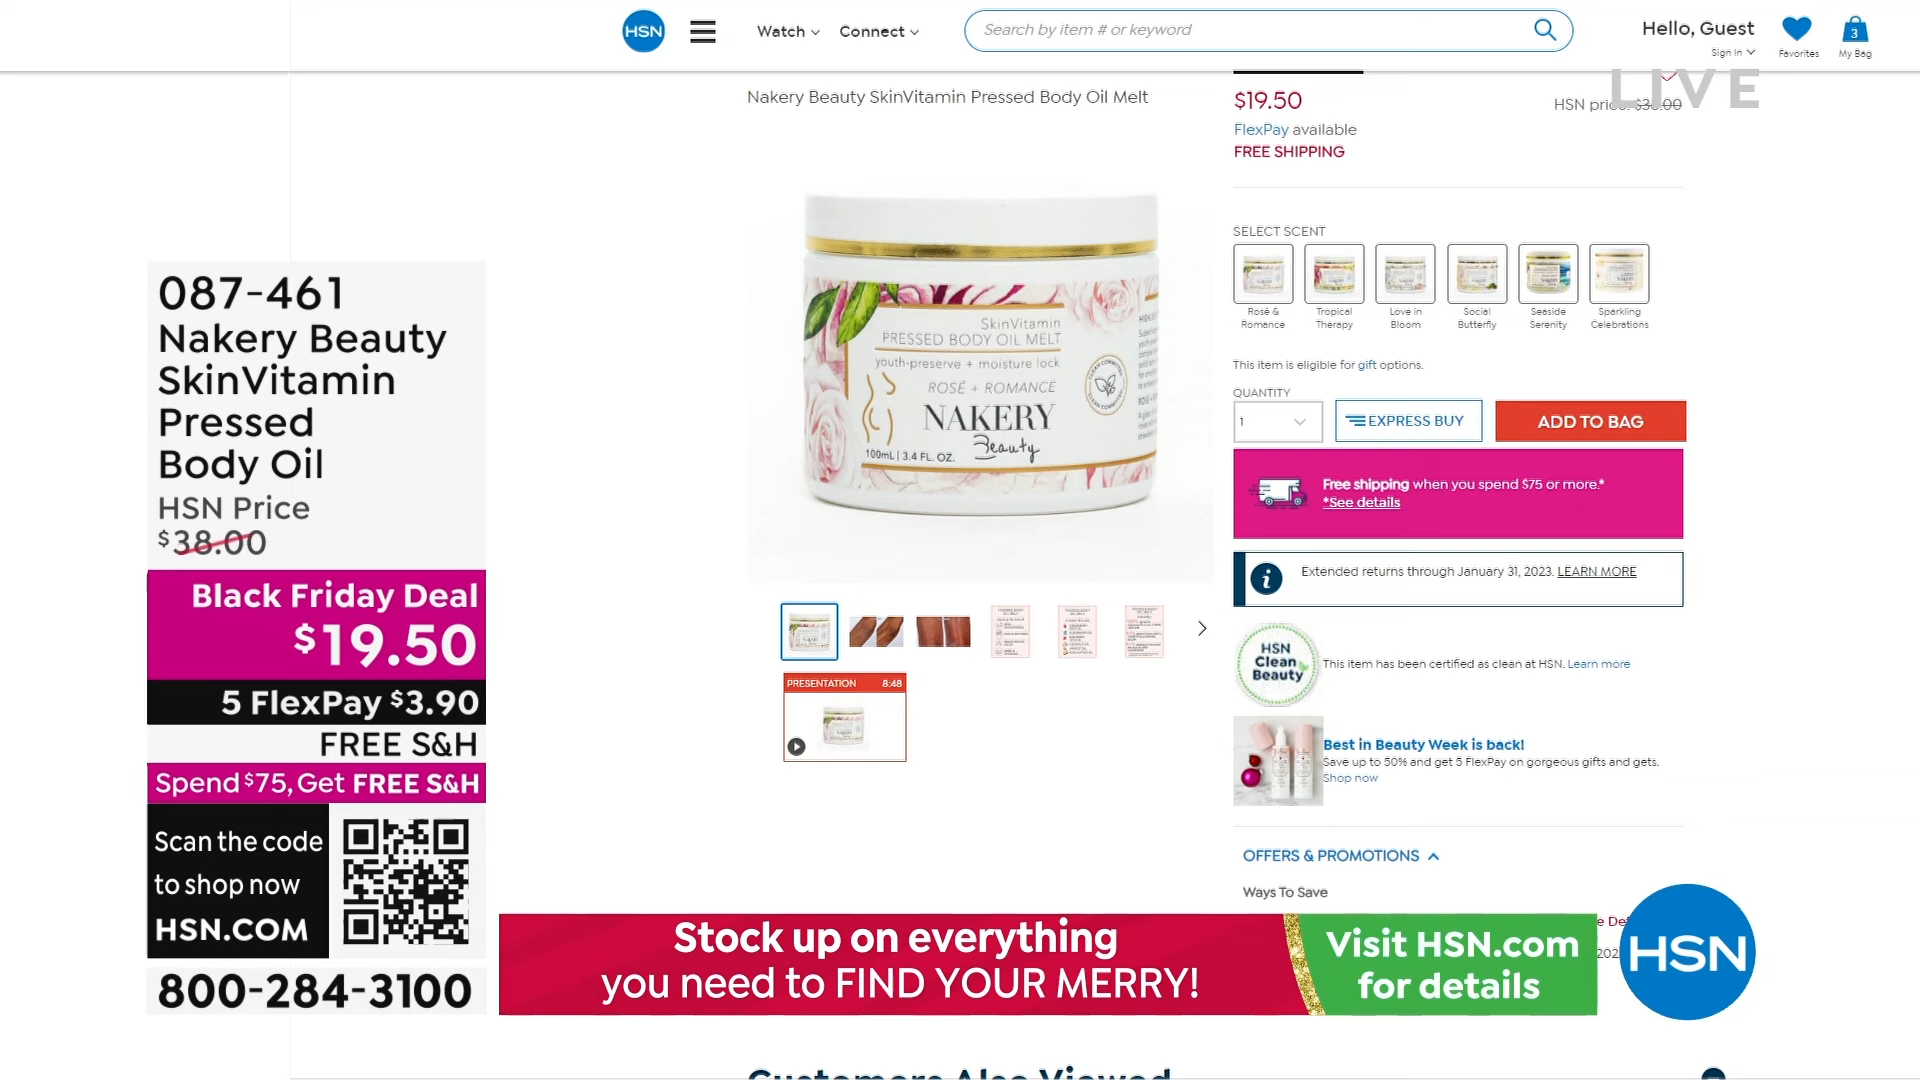 HSN
Watch
Connect
Search by item # or keyword
Hello, Guest
Sign In
Favorites
3
My Bag
LIVE
Nakery Beauty SkinVitamin Pressed Body Oil Melt
$19.50
HSN price: $38.00
FlexPay available
FREE SHIPPING
SELECT SCENT
Rosé & Romance
Tropical Therapy
Love in Bloom
Social Butterfly
Seaside Serenity
Sparkling Celebrations
This item is eligible for gift options.
QUANTITY
1
EXPRESS BUY
ADD TO BAG
Free shipping when you spend $75 or more.*
*See details
Extended returns through January 31, 2023. LEARN MORE
HSN
Clean
Beauty
This item has been certified as clean at HSN. Learn more
Best in Beauty Week is back!
Save up to 50% and get 5 FlexPay on gorgeous gifts and gets.
Shop now
OFFERS & PROMOTIONS
Ways To Save
SkinVitamin
PRESSED BODY OIL MELT
youth-preserve + moisture lock
ROSÉ + ROMANCE
NAKERY
Beauty
100mL | 3.4 FL. OZ.
PRESENTATION 8:48
087-461
Nakery Beauty
SkinVitamin
Pressed
Body Oil
HSN Price
$38.00
Black Friday Deal
$19.50
5 FlexPay $3.90
FREE S&H
Spend $75, Get FREE S&H
Scan the code
to shop now
HSN.COM
800-284-3100
Stock up on everything
you need to FIND YOUR MERRY!
Visit HSN.com
for details
HSN
Customers Also Viewed